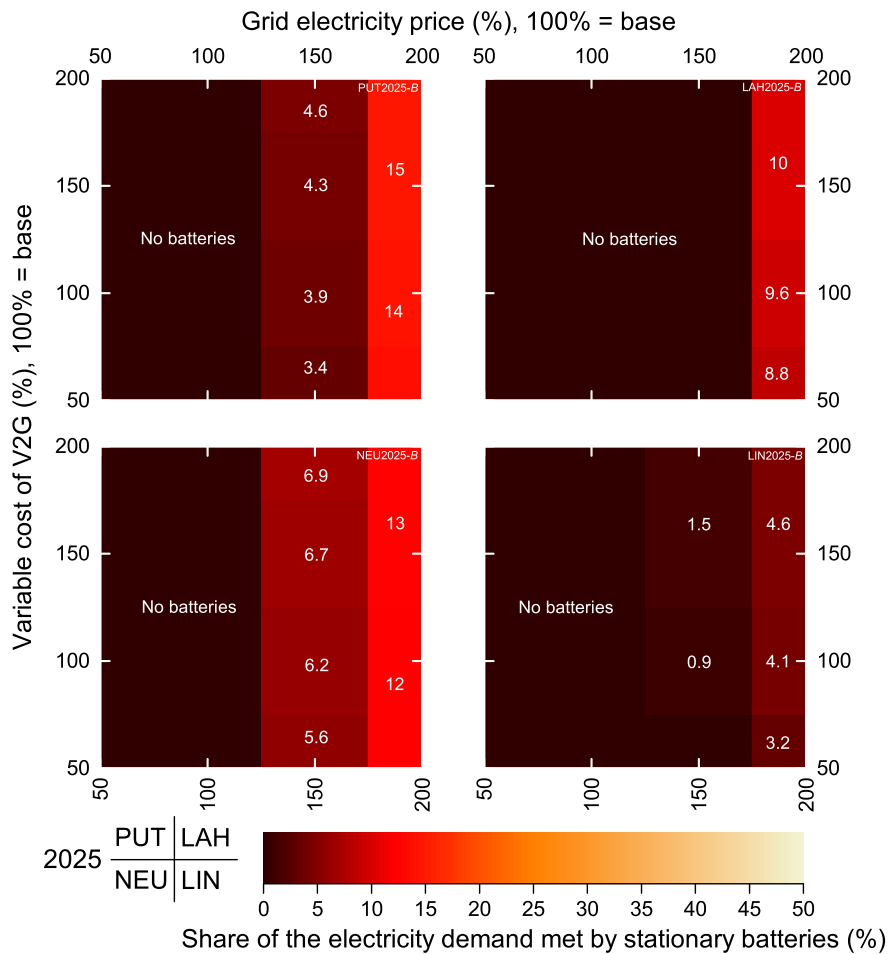 Grid electricity price (%), 100% = base
50 100 150 200 50 100 150 200
Variable cost of V2G (%), 100% = base
200 PUT2025-B LAH2025-B 200
4.6
15 10
150 4.3 150
No batteries No batteries
100 3.9 9.6 100
14
3.4 8.8
50 50
200 NEU2025-B LIN2025-B 200
6.9
13 1.5 4.6
150 6.7 150
No batteries No batteries
100 6.2 0.9 4.1 100
12
5.6 3.2
50 50
50 100 150 200 50 100 150 200
PUT LAH
2025
NEU LIN
0 5 10 15 20 25 30 35 40 45 50
Share of the electricity demand met by stationary batteries (%)